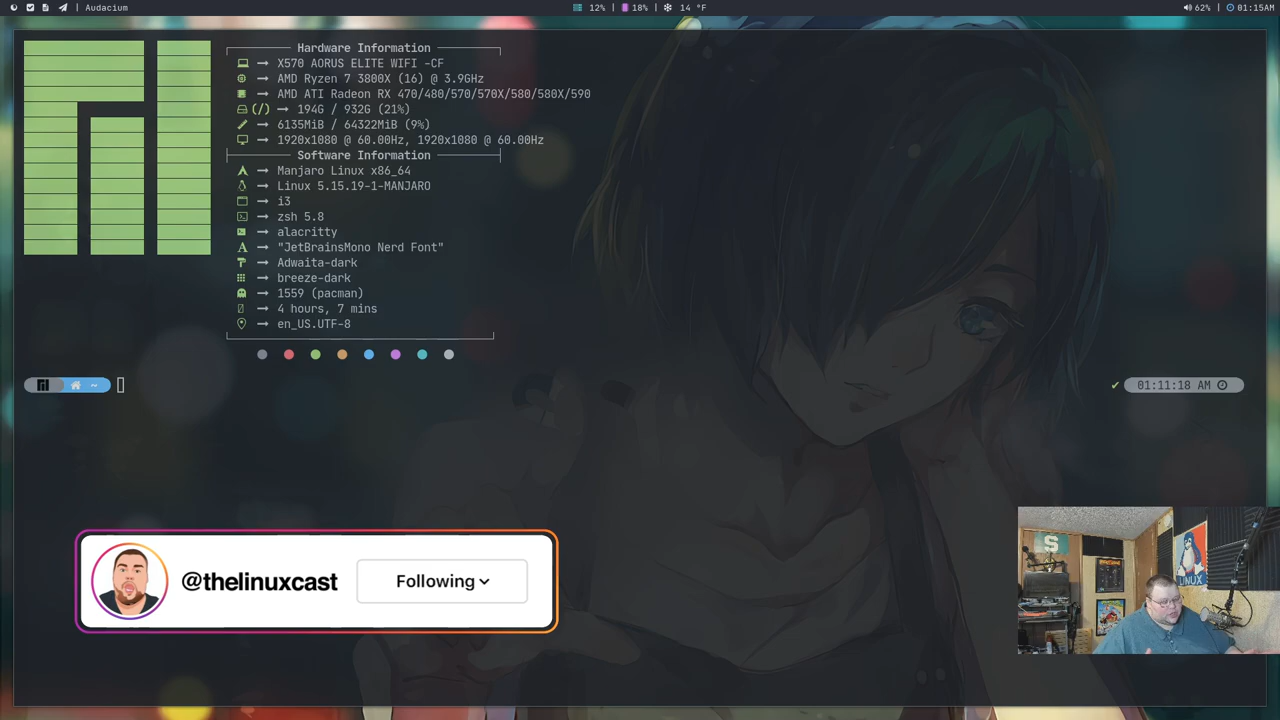 Audacium
12% | 18% | 14 °F
62% | 01:15AM
Hardware Information
X570 AORUS ELITE WIFI -CF
AMD Ryzen 7 3800X (16) @ 3.9GHz
AMD ATI Radeon RX 470/480/570/570X/580/580X/590
(/) 194G / 932G (21%)
6135MiB / 64322MiB (9%)
1920x1080 @ 60.00Hz, 1920x1080 @ 60.00Hz
Software Information
Manjaro Linux x86_64
Linux 5.15.19-1-MANJARO
i3
zsh 5.8
alacritty
"JetBrainsMono Nerd Font"
Adwaita-dark
breeze-dark
1559 (pacman)
4 hours, 7 mins
en_US.UTF-8
~
01:11:18 AM
@thelinuxcast
Following
S
LINUX